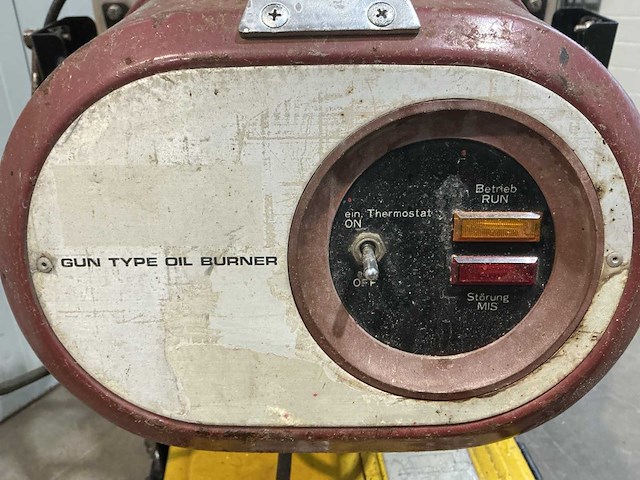 GUN TYPE OIL BURNER
ein, Thermostat
ON
OFF
Betrieb
RUN
Störung
MIS